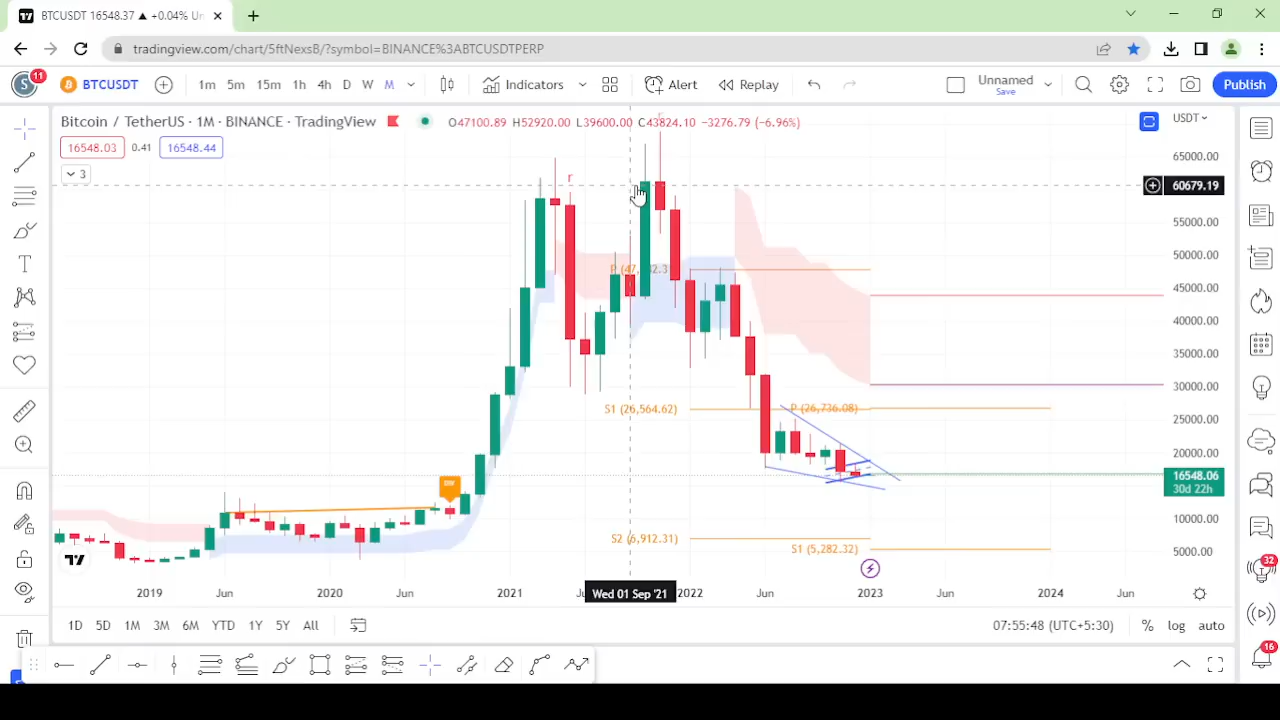 BTCUSDT 16548.37 ▲ +0.04% Un
tradingview.com/chart/5ftNexsB/?symbol=BINANCE%3ABTCUSDTPERP
S 11 BTCUSDT 1m 5m 15m 1h 4h D W M Indicators Alert Replay Unnamed Save Publish
Bitcoin / TetherUS · 1M · BINANCE · TradingView O47100.89 H52920.00 L39600.00 C43824.10 −3276.79 (−6.96%) USDT
16548.03 0.41 16548.44
3
65000.00
r
60679.19
55000.00
50000.00
45000.00
40000.00
35000.00
30000.00
S1 (26,564.62) P (26,736.08)
25000.00
20000.00
16548.06
30d 22h
10000.00
S2 (6,912.31) S1 (5,282.32)
5000.00
2019 Jun 2020 Jun 2021 Wed 01 Sep '21 2022 Jun 2023 Jun 2024 Jun
1D 5D 1M 3M 6M YTD 1Y 5Y All 07:55:48 (UTC+5:30) % log auto
32
16